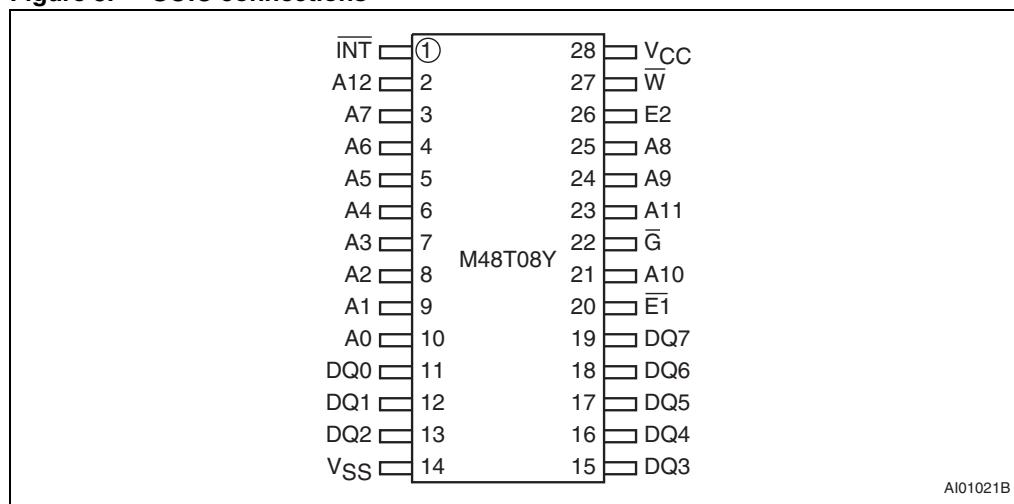 Figure SOIC connections
I̅N̅T̅ 1 28 VCC
A12 2 27 W̅
A7 3 26 E2
A6 4 25 A8
A5 5 24 A9
A4 6 23 A11
A3 7 22 G̅
M48T08Y
A2 8 21 A10
A1 9 20 E̅1̅
A0 10 19 DQ7
DQ0 11 18 DQ6
DQ1 12 17 DQ5
DQ2 13 16 DQ4
VSS 14 15 DQ3
AI01021B